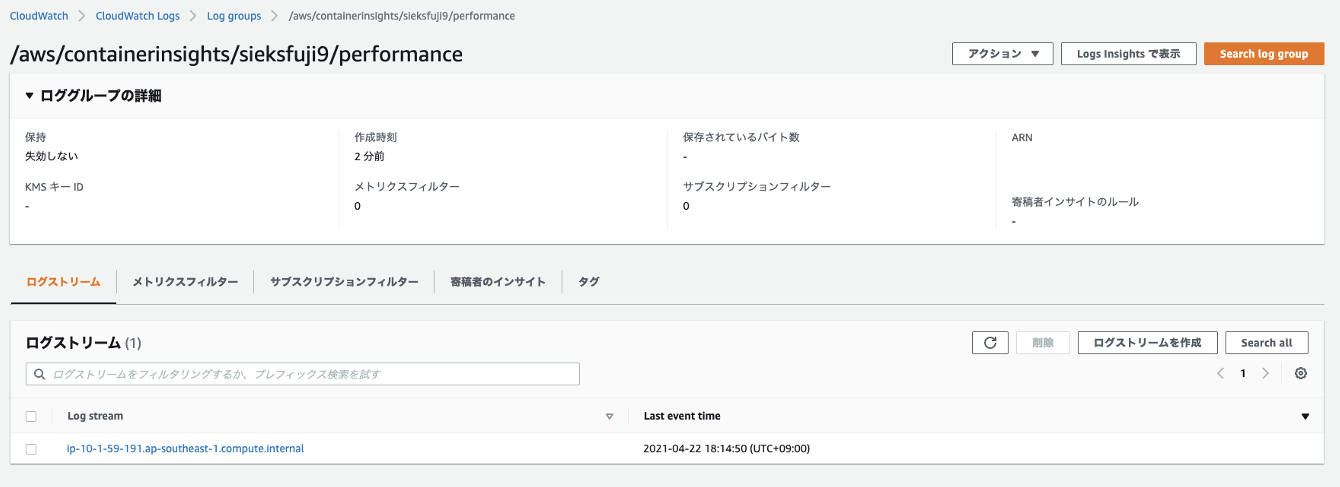 CloudWatch > CloudWatch Logs > Log groups > /aws/containerinsights/sieksfuji9/performance
/aws/containerinsights/sieksfuji9/performance
アクション ▼ Logs Insights で表示 Search log group
▼ ロググループの詳細
保持 作成時刻 保存されているバイト数 ARN
失効しない 2 分前 -
KMS キー ID メトリクスフィルター サブスクリプションフィルター
寄稿者インサイトのルール
- 0 0
-
ログストリーム メトリクスフィルター サブスクリプションフィルター 寄稿者のインサイト タグ
ログストリーム (1) 削除 ログストリームを作成 Search all
ログストリームをフィルタリングするか、プレフィックス検索を試す < 1 >
Log stream Last event time
ip-10-1-59-191.ap-southeast-1.compute.internal 2021-04-22 18:14:50 (UTC+09:00)